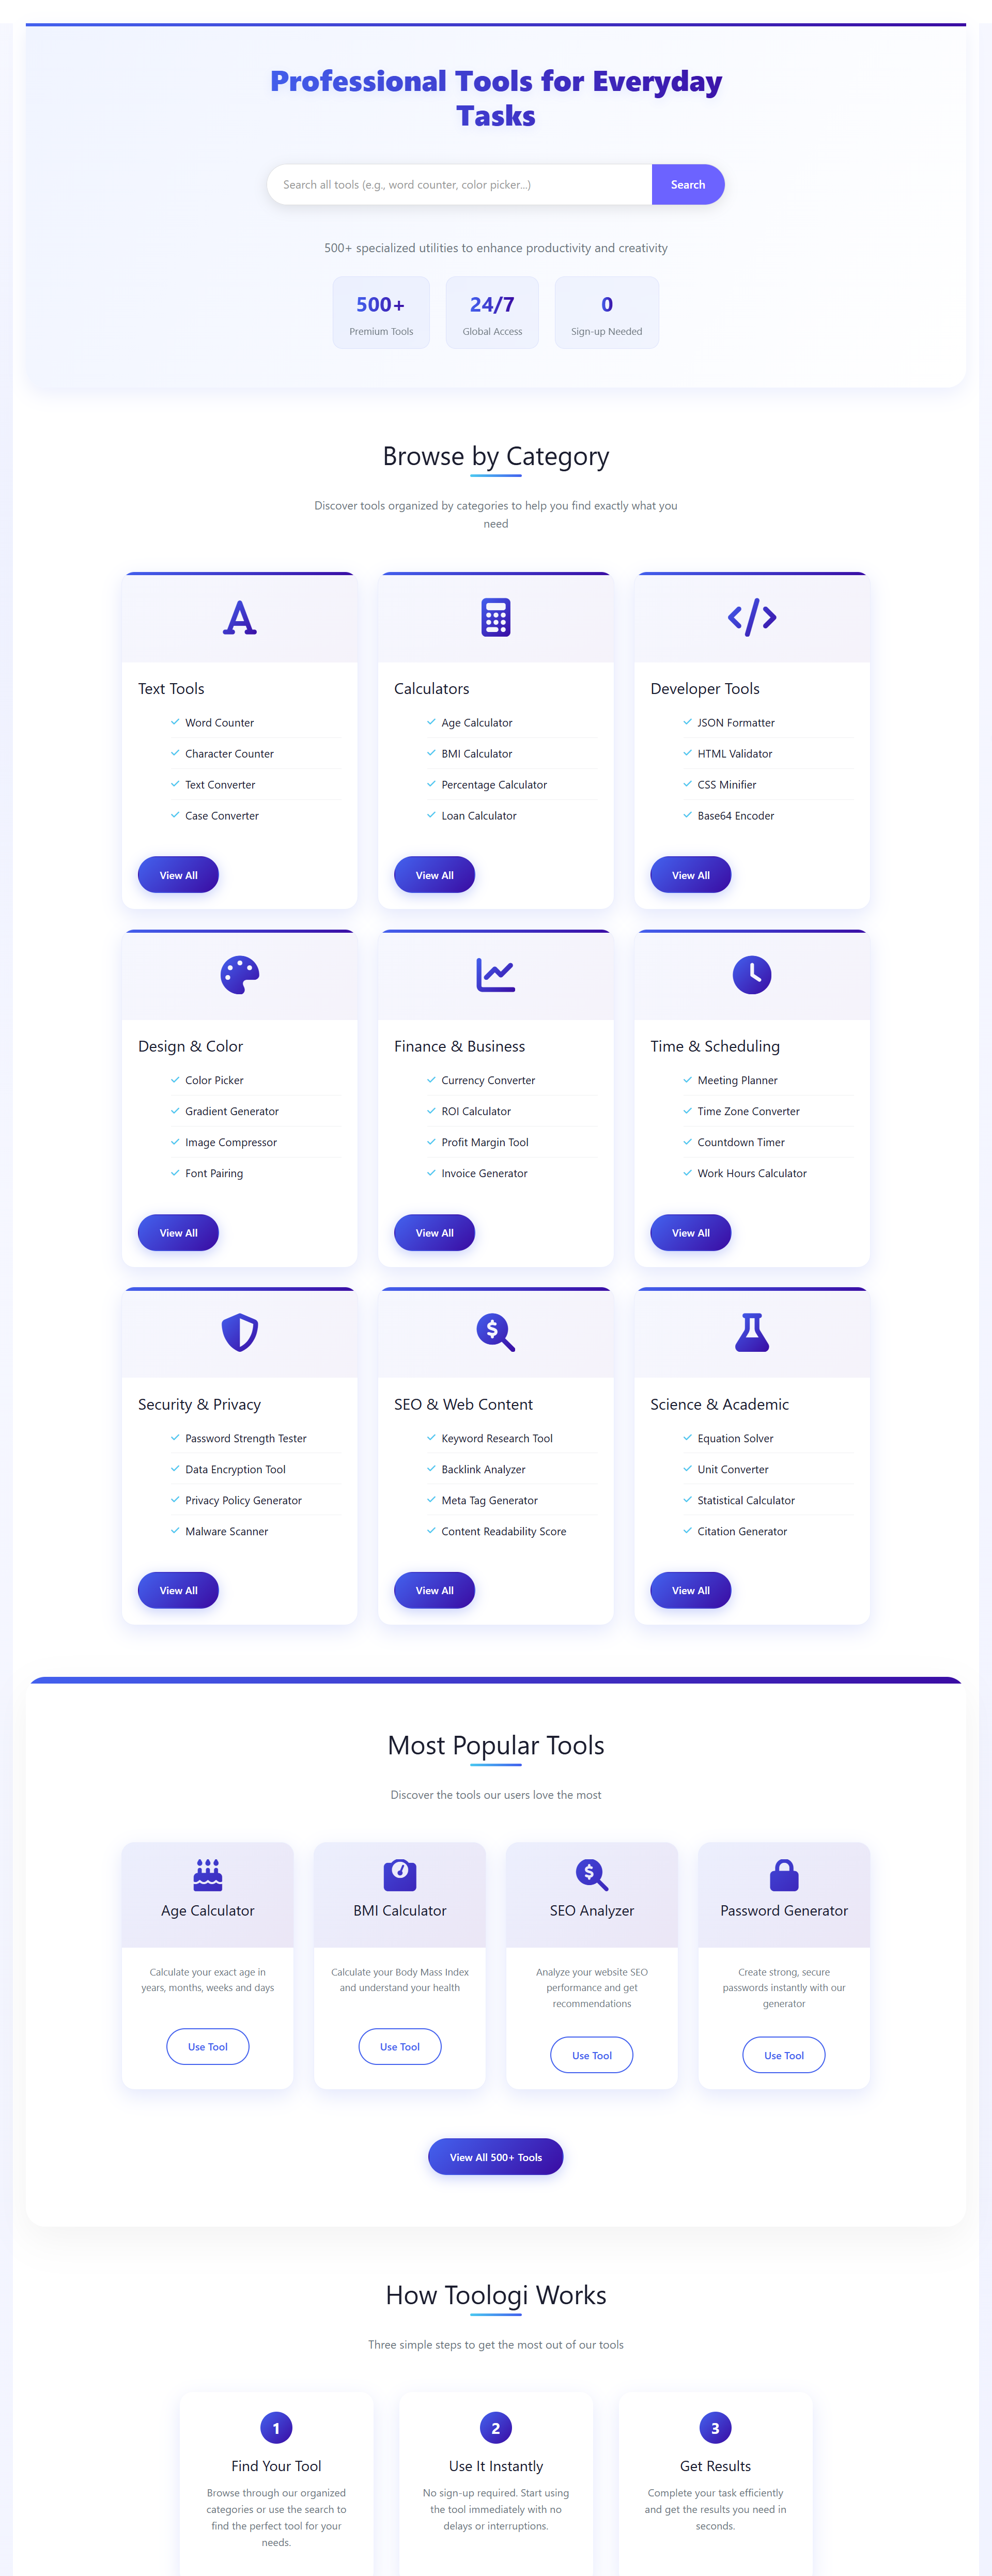 Professional Tools for Everyday
Tasks
Search all tools (e.g., word counter, color picker...)
Search
500+ specialized utilities to enhance productivity and creativity
500+
Premium Tools
24/7
Global Access
0
Sign-up Needed
Browse by Category
Discover tools organized by categories to help you find exactly what you
need
Text Tools
Word Counter
Character Counter
Text Converter
Case Converter
View All
Calculators
Age Calculator
BMI Calculator
Percentage Calculator
Loan Calculator
View All
Developer Tools
JSON Formatter
HTML Validator
CSS Minifier
Base64 Encoder
View All
Design & Color
Color Picker
Gradient Generator
Image Compressor
Font Pairing
View All
Finance & Business
Currency Converter
ROI Calculator
Profit Margin Tool
Invoice Generator
View All
Time & Scheduling
Meeting Planner
Time Zone Converter
Countdown Timer
Work Hours Calculator
View All
Security & Privacy
Password Strength Tester
Data Encryption Tool
Privacy Policy Generator
Malware Scanner
View All
SEO & Web Content
Keyword Research Tool
Backlink Analyzer
Meta Tag Generator
Content Readability Score
View All
Science & Academic
Equation Solver
Unit Converter
Statistical Calculator
Citation Generator
View All
Most Popular Tools
Discover the tools our users love the most
Age Calculator
Calculate your exact age in
years, months, weeks and days
Use Tool
BMI Calculator
Calculate your Body Mass Index
and understand your health
Use Tool
SEO Analyzer
Analyze your website SEO
performance and get
recommendations
Use Tool
Password Generator
Create strong, secure
passwords instantly with our
generator
Use Tool
View All 500+ Tools
How Toologi Works
Three simple steps to get the most out of our tools
1
Find Your Tool
Browse through our organized
categories or use the search to
find the perfect tool for your
needs.
2
Use It Instantly
No sign-up required. Start using
the tool immediately with no
delays or interruptions.
3
Get Results
Complete your task efficiently
and get the results you need in
seconds.